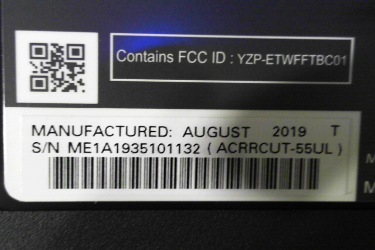 Contains FCC ID : YZP-ETWFFTBC01
MANUFACTURED: AUGUST 2019 T
S/N ME1A1935101132 ( ACRRCUT-55UL )